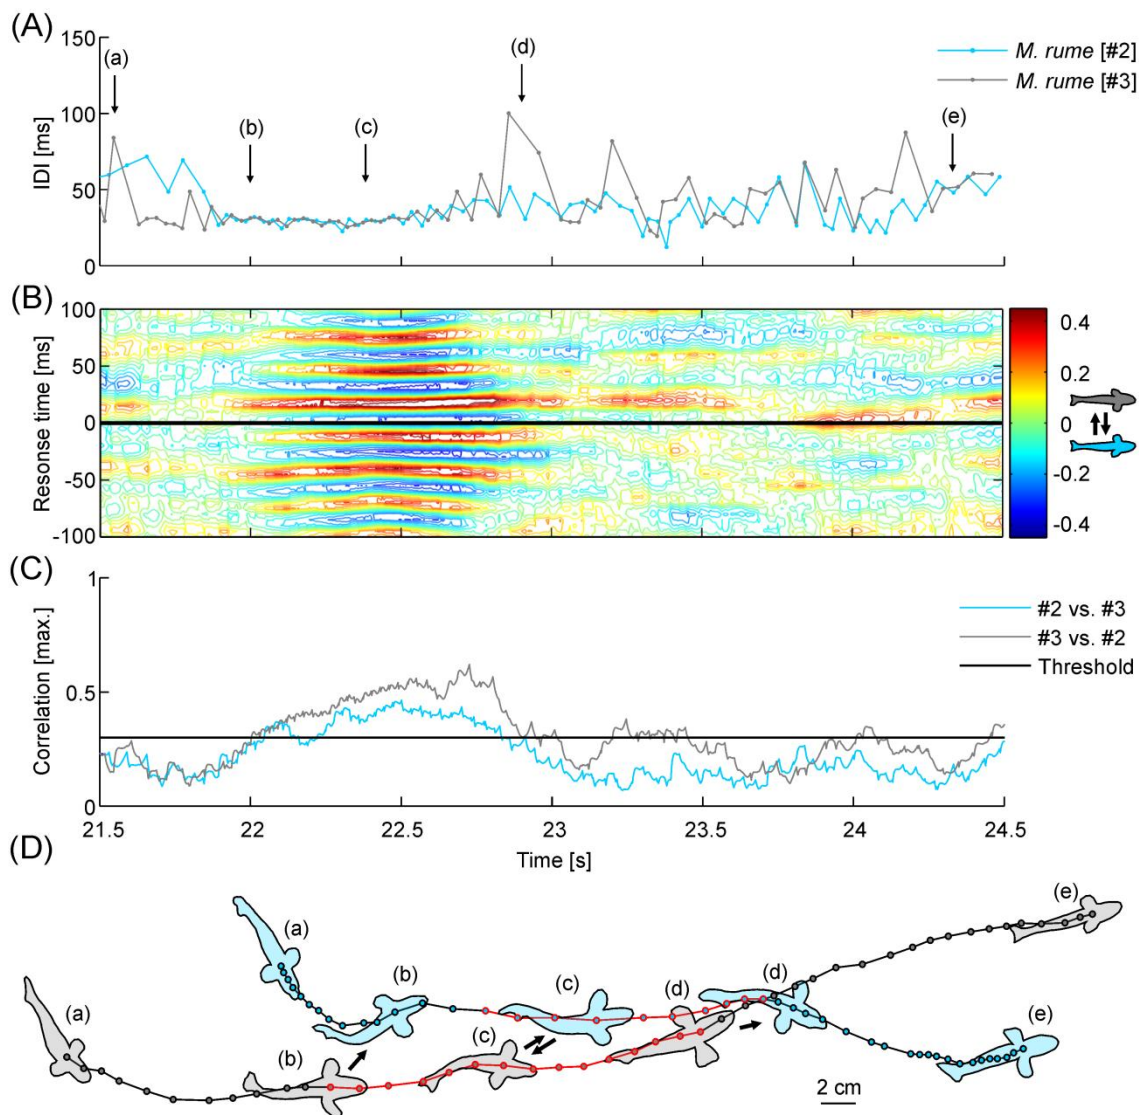 (A)
150
100
50
0
IDI [ms]
(a)
(b)
(c)
(d)
(e)
M. rume [#2]
M. rume [#3]
(B)
100
50
0
-50
-100
Resonse time [ms]
0.4
0.2
0
-0.2
-0.4
(C)
1
0.5
0
Correlation [max.]
#2 vs. #3
#3 vs. #2
Threshold
21.5 22 22.5 23 23.5 24 24.5
Time [s]
(D)
(a)
(a)
(b)
(b)
(c)
(c)
(d)
(d)
(e)
(e)
2 cm